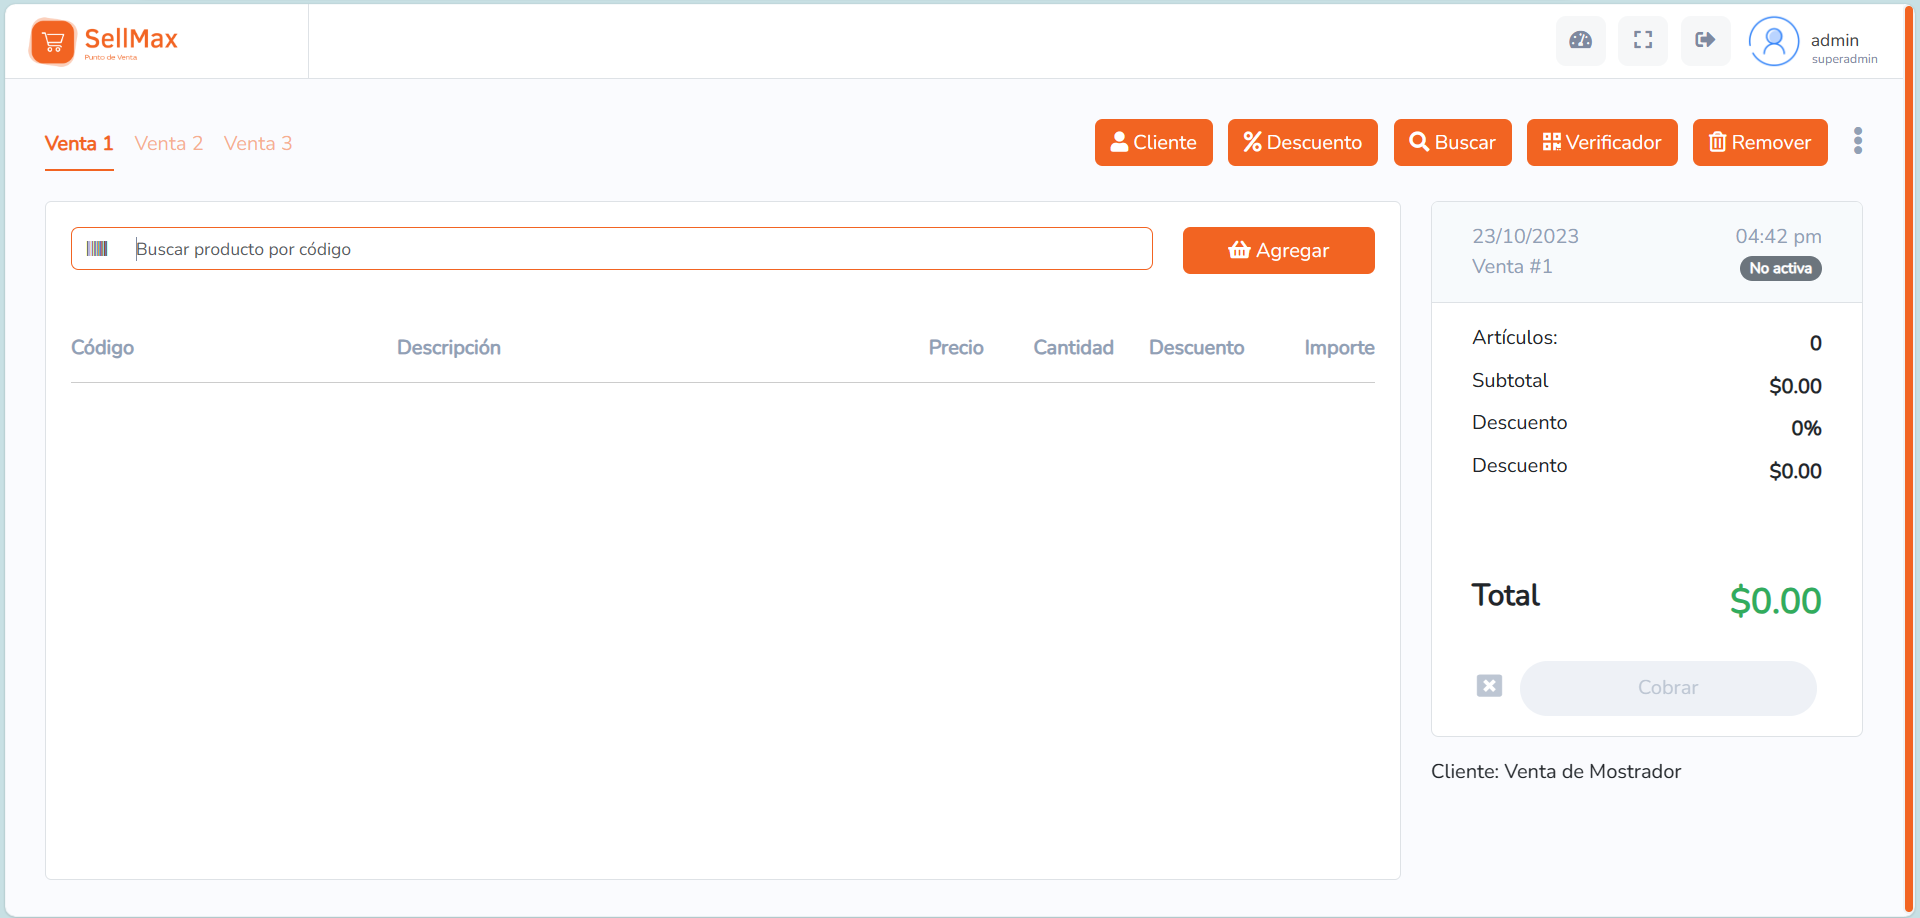 SellMax
Punto de Venta
admin
superadmin
Venta 1 Venta 2 Venta 3
Cliente Descuento Buscar Verificador Remover
Buscar producto por código
Agregar
Código Descripción Precio Cantidad Descuento Importe
23/10/2023 04:42 pm
Venta #1 No activa
Artículos: 0
Subtotal $0.00
Descuento 0%
Descuento $0.00
Total $0.00
Cobrar
Cliente: Venta de Mostrador